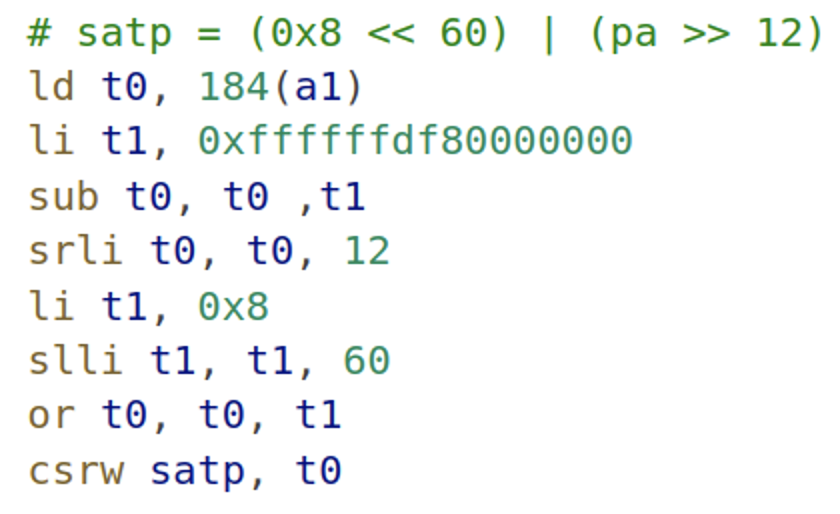 # satp = (0x8 << 60) | (pa >> 12)
ld t0, 184(a1)
li t1, 0xffffffdf80000000
sub t0, t0 ,t1
srli t0, t0, 12
li t1, 0x8
slli t1, t1, 60
or t0, t0, t1
csrw satp, t0